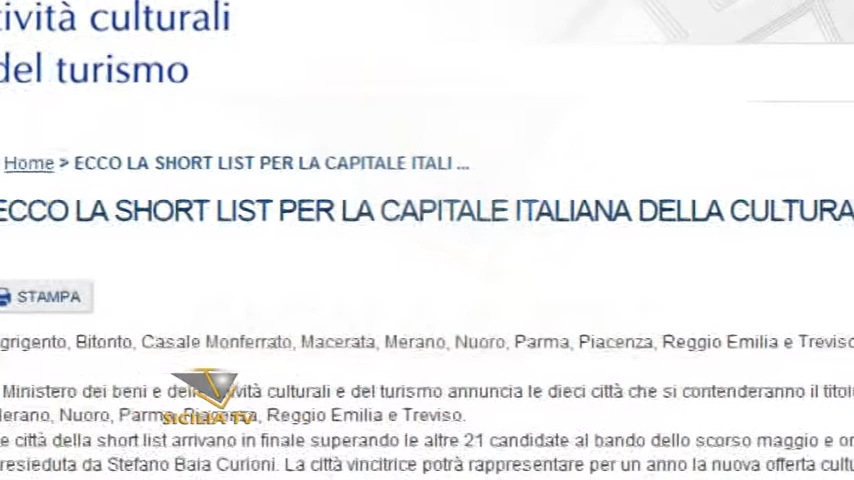 tività culturali
del turismo
Home > ECCO LA SHORT LIST PER LA CAPITALE ITALI ...
ECCO LA SHORT LIST PER LA CAPITALE ITALIANA DELLA CULTURA
STAMPA
grigento, Bitonto, Casale Monferrato, Macerata, Merano, Nuoro, Parma, Piacenza, Reggio Emilia e Treviso
Ministero dei beni e delle attività culturali e del turismo annuncia le dieci città che si contenderanno il titolo
Merano, Nuoro, Parma, Piacenza, Reggio Emilia e Treviso.
SICILIA TV
e città della short list arrivano in finale superando le altre 21 candidate al bando dello scorso maggio e or
resieduta da Stefano Baia Curioni. La città vincitrice potrà rappresentare per un anno la nuova offerta cultu